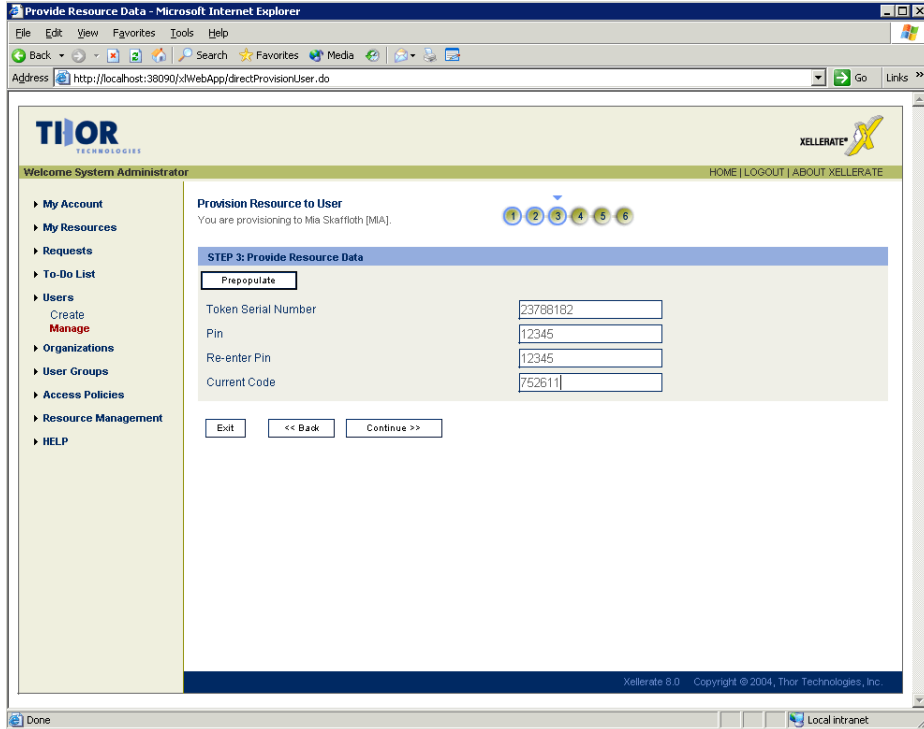 Provide Resource Data - Microsoft Internet Explorer
File Edit View Favorites Tools Help
Back Search Favorites Media
Address http://localhost:38090/xlWebApp/directProvisionUser.do Go Links »
THOR
TECHNOLOGIES
XELLERATE®
Welcome System Administrator
HOME | LOGOUT | ABOUT XELLERATE
My Account
My Resources
Requests
To-Do List
Users
Create
Manage
Organizations
User Groups
Access Policies
Resource Management
HELP
Provision Resource to User
You are provisioning to Mia Skaffloth [MIA].
1 2 3 4 5 6
STEP 3: Provide Resource Data
Prepopulate
Token Serial Number 23788182
Pin 12345
Re-enter Pin 12345
Current Code 752611
Exit << Back Continue >>
Xellerate 8.0 Copyright © 2004, Thor Technologies, Inc.
Done Local intranet